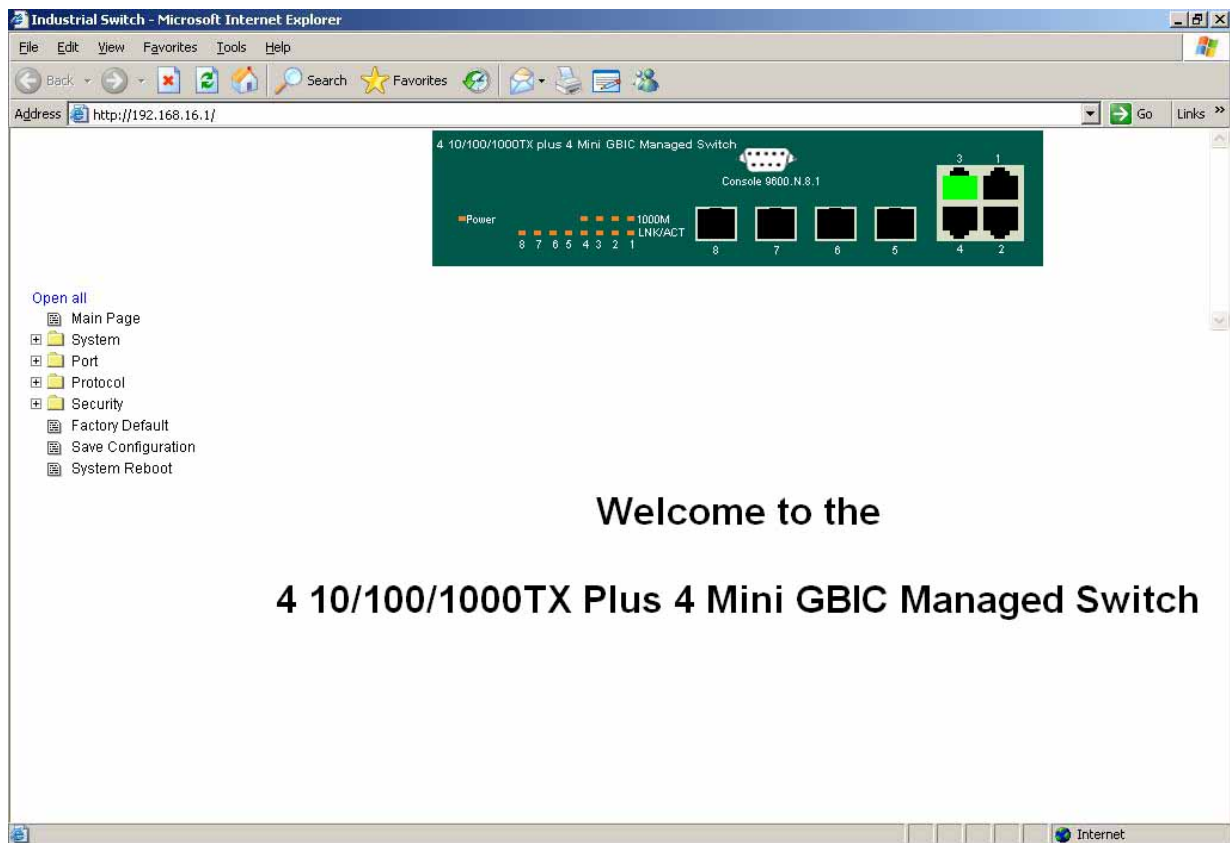 Industrial Switch - Microsoft Internet Explorer
File Edit View Favorites Tools Help
Back Search Favorites
Address http://192.168.16.1/ Go Links »
4 10/100/1000TX plus 4 Mini GBIC Managed Switch
Console 9600.N.8.1
3 1
Power 1000M
LNK/ACT
8 7 6 5 4 3 2 1
8 7 6 5 4 2
Open all
Main Page
System
Port
Protocol
Security
Factory Default
Save Configuration
System Reboot
Welcome to the
4 10/100/1000TX Plus 4 Mini GBIC Managed Switch
Internet